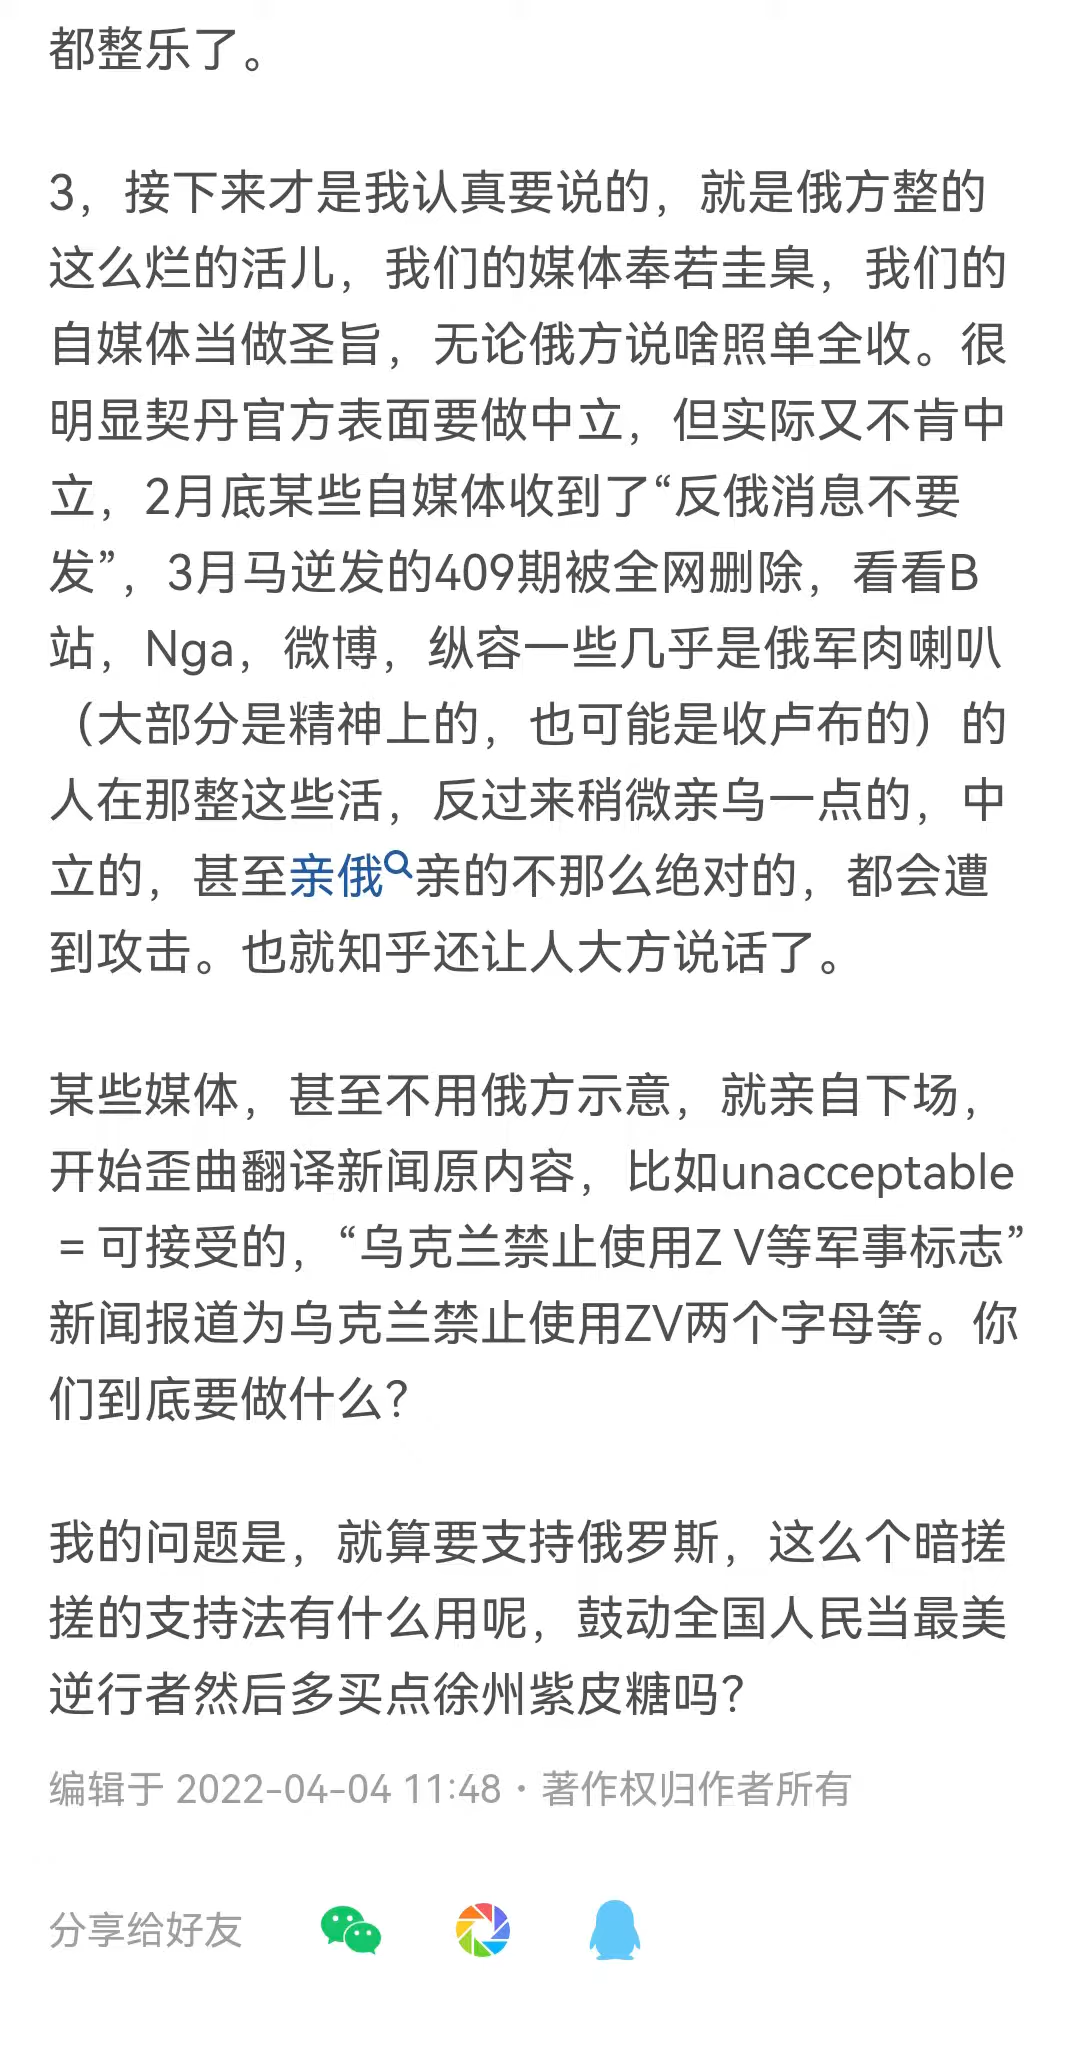 都整乐了。
3，接下来才是我认真要说的，就是俄方整的
这么烂的活儿，我们的媒体奉若圭臬，我们的
自媒体当做圣旨，无论俄方说啥照单全收。很
明显契丹官方表面要做中立，但实际又不肯中
立，2月底某些自媒体收到了“反俄消息不要
发”，3月马逆发的409期被全网删除，看看B
站，Nga，微博，纵容一些几乎是俄军肉喇叭
（大部分是精神上的，也可能是收卢布的）的
人在那整这些活，反过来稍微亲乌一点的，中
立的，甚至亲俄亲的不那么绝对的，都会遭
到攻击。也就知乎还让人大方说话了。
某些媒体，甚至不用俄方示意，就亲自下场，
开始歪曲翻译新闻原内容，比如unacceptable
＝可接受的，“乌克兰禁止使用Z V等军事标志”
新闻报道为乌克兰禁止使用ZV两个字母等。你
们到底要做什么？
我的问题是，就算要支持俄罗斯，这么个暗搓
搓的支持法有什么用呢，鼓动全国人民当最美
逆行者然后多买点徐州紫皮糖吗？
编辑于 2022-04-04 11:48・著作权归作者所有
分享给好友